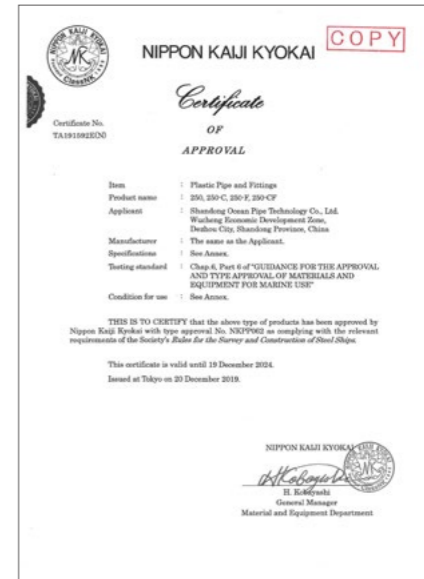 NIPPON KAIJI KYOKAI
COPY
NIPPON KAIJI KYOKAI
NK
ClassNK
Certificate
Certificate No.
TA191592E(N)
OF
APPROVAL
Item : Plastic Pipe and Fittings
Product name : 250, 250-C, 250-F, 250-CF
Applicant : Shandong Ocean Pipe Technology Co., Ltd.
Wucheng Economic Development Zone,
Dezhou City, Shandong Province, China
Manufacturer : The same as the Applicant.
Specifications : See Annex.
Testing standard : Chap.6, Part 6 of "GUIDANCE FOR THE APPROVAL
AND TYPE APPROVAL OF MATERIALS AND
EQUIPMENT FOR MARINE USE"
Condition for use : See Annex.
THIS IS TO CERTIFY that the above type of products has been approved by
Nippon Kaiji Kyokai with type approval No. NKPP062 as complying with the relevant
requirements of the Society's Rules for the Survey and Construction of Steel Ships.
This certificate is valid until 19 December 2024.
Issued at Tokyo on 20 December 2019.
NIPPON KAIJI KYOKAI
H. Kobayashi
H. Kobayashi
General Manager
Material and Equipment Department